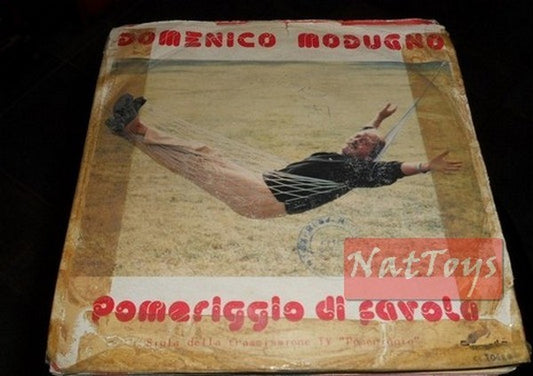 DOMENICO MODUGNO
NatToys
Pomeriggio di favola
Sigla della trasmissione TV "Pomeriggio"